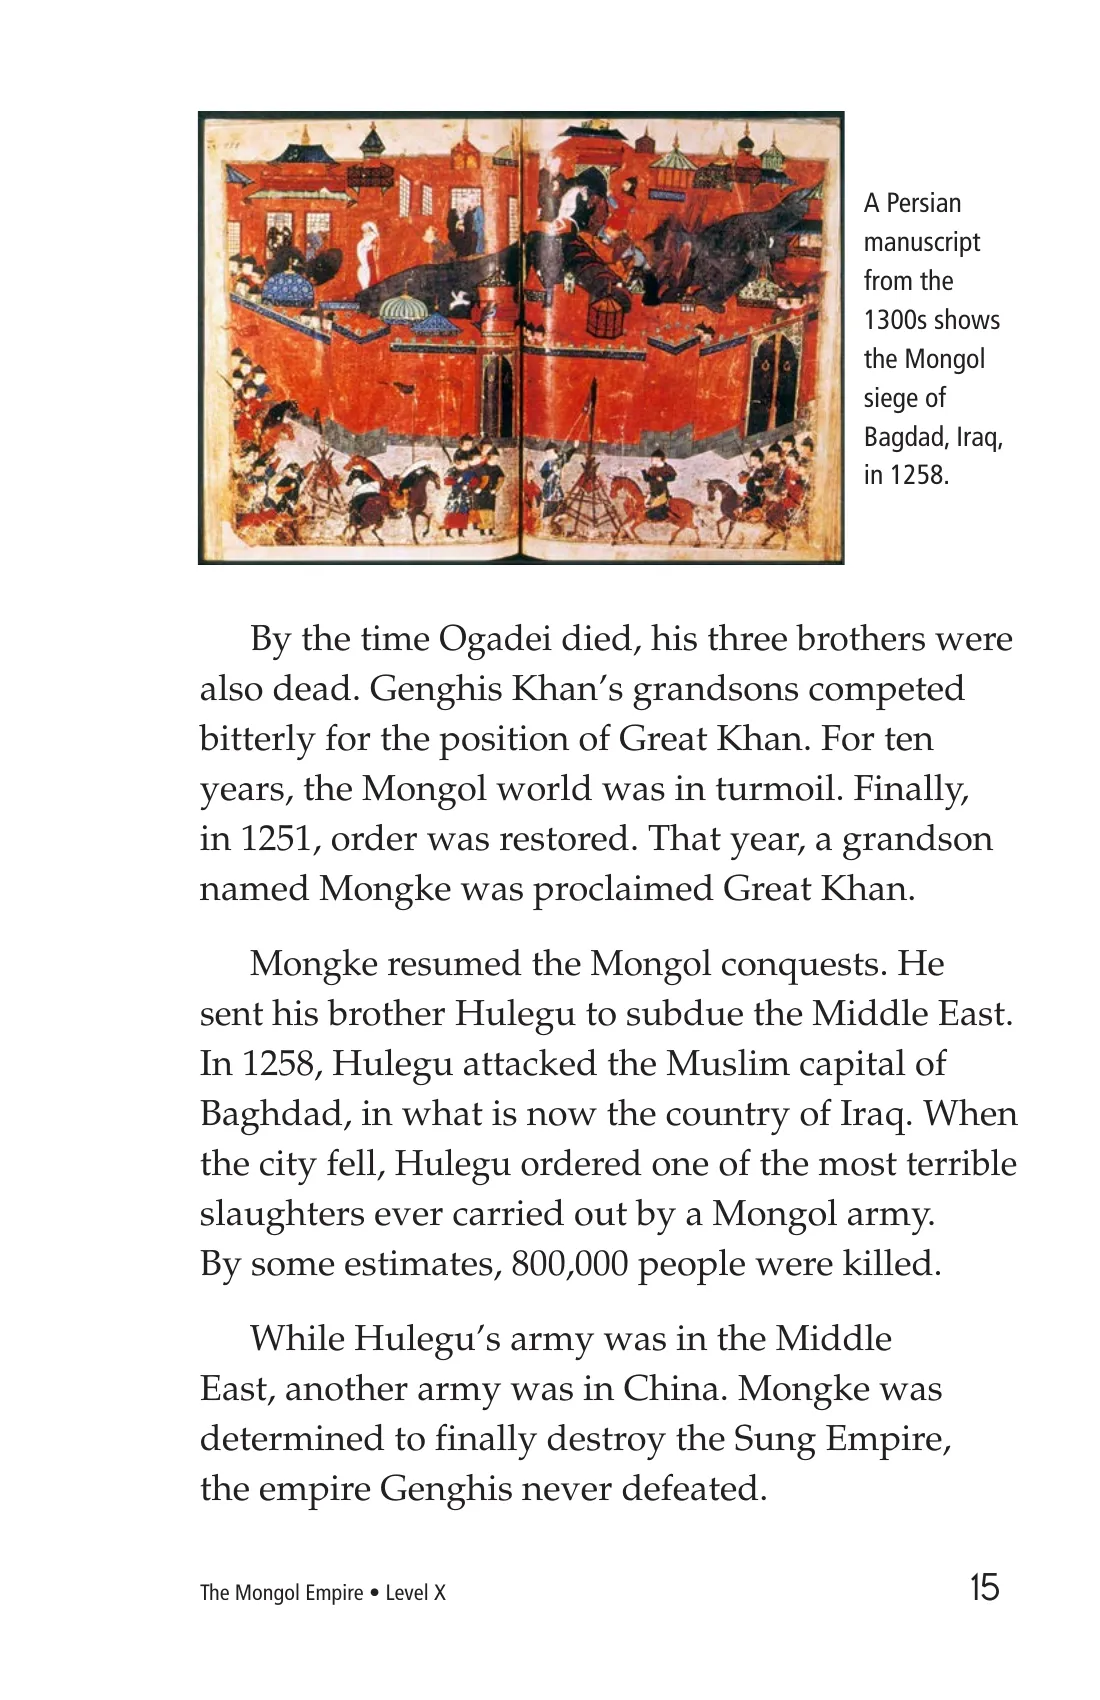 A Persian
manuscript
from the
1300s shows
the Mongol
siege of
Bagdad, Iraq,
in 1258.
By the time Ogadei died, his three brothers were
also dead. Genghis Khan’s grandsons competed
bitterly for the position of Great Khan. For ten
years, the Mongol world was in turmoil. Finally,
in 1251, order was restored. That year, a grandson
named Mongke was proclaimed Great Khan.
Mongke resumed the Mongol conquests. He
sent his brother Hulegu to subdue the Middle East.
In 1258, Hulegu attacked the Muslim capital of
Baghdad, in what is now the country of Iraq. When
the city fell, Hulegu ordered one of the most terrible
slaughters ever carried out by a Mongol army.
By some estimates, 800,000 people were killed.
While Hulegu’s army was in the Middle
East, another army was in China. Mongke was
determined to finally destroy the Sung Empire,
the empire Genghis never defeated.
The Mongol Empire • Level X
15